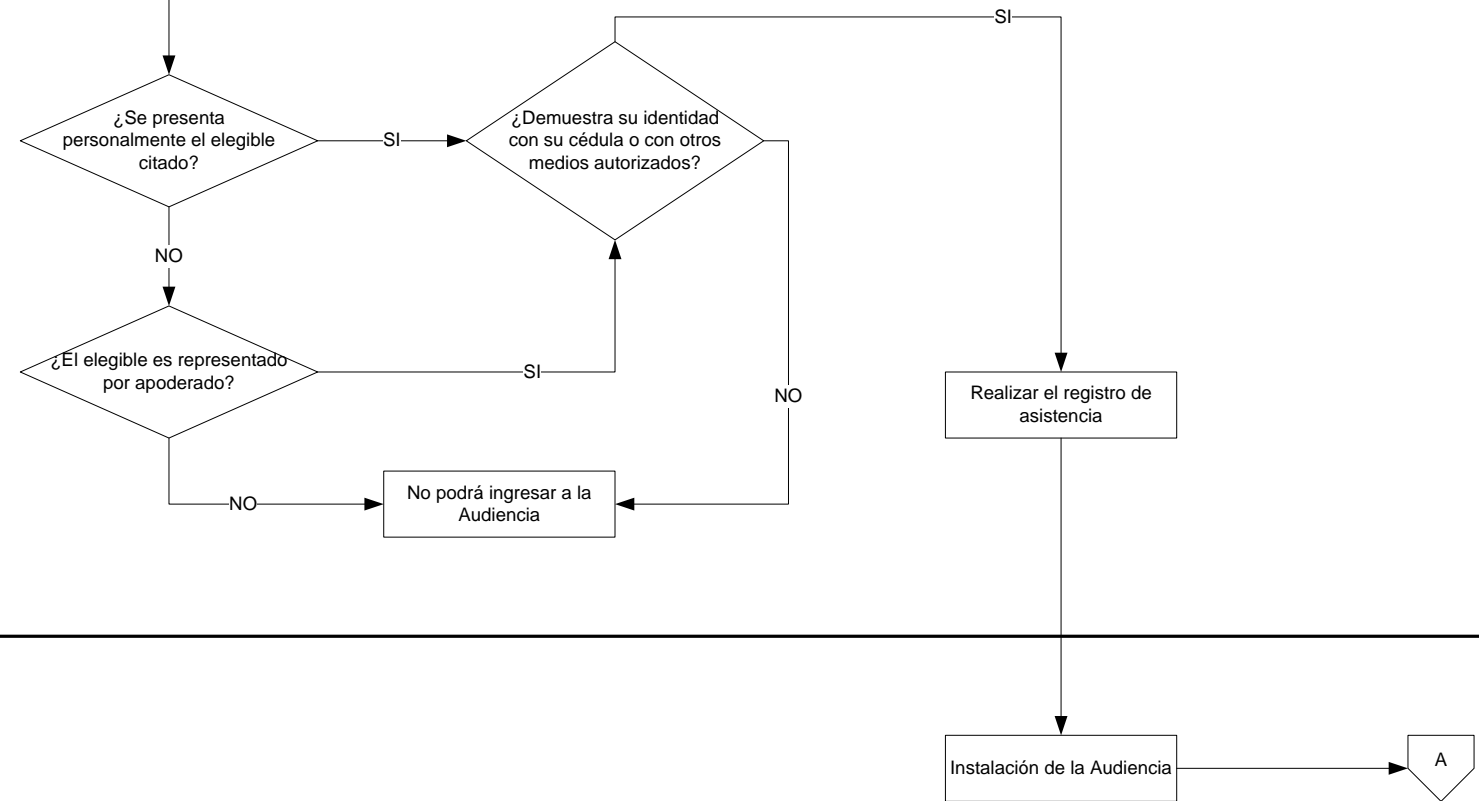 SI
¿Se presenta
personalmente el elegible
citado?
SI
¿Demuestra su identidad
con su cédula o con otros
medios autorizados?
NO
¿El elegible es representado
por apoderado?
SI
NO
Realizar el registro de
asistencia
NO
No podrá ingresar a la
Audiencia
Instalación de la Audiencia
A